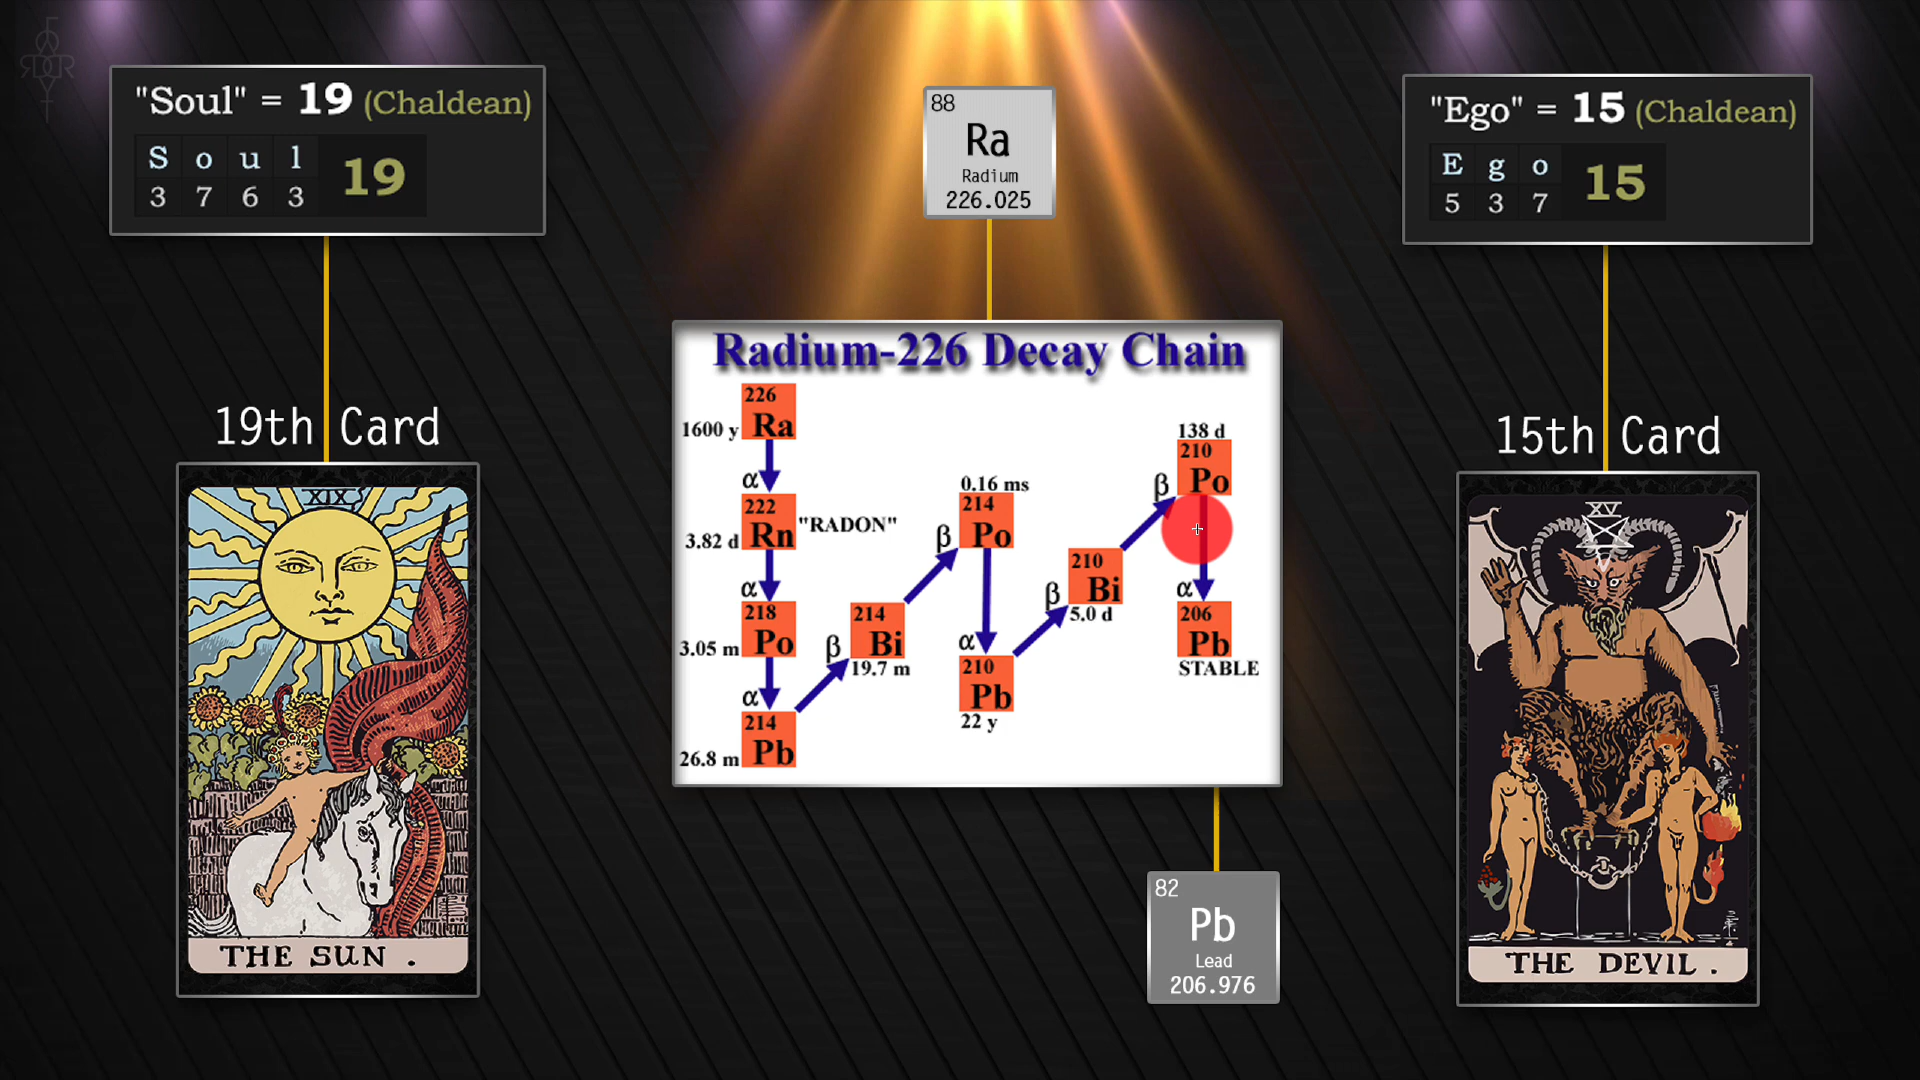 "Soul" = 19 (Chaldean)
S o u l 19
3 7 6 3
88
Ra
Radium
226.025
"Ego" = 15 (Chaldean)
E g o 15
5 3 7
19th Card
XIX
THE SUN .
Radium-226 Decay Chain
226
Ra
1600 y
α
222
Rn
"RADON"
3.82 d
α
218
Po
3.05 m
α
214
Pb
26.8 m
β
214
Bi
19.7 m
β
0.16 ms
214
Po
α
210
Pb
22 y
β
210
Bi
5.0 d
β
138 d
210
Po
α
206
Pb
STABLE
82
Pb
Lead
206.976
15th Card
XV
THE DEVIL .